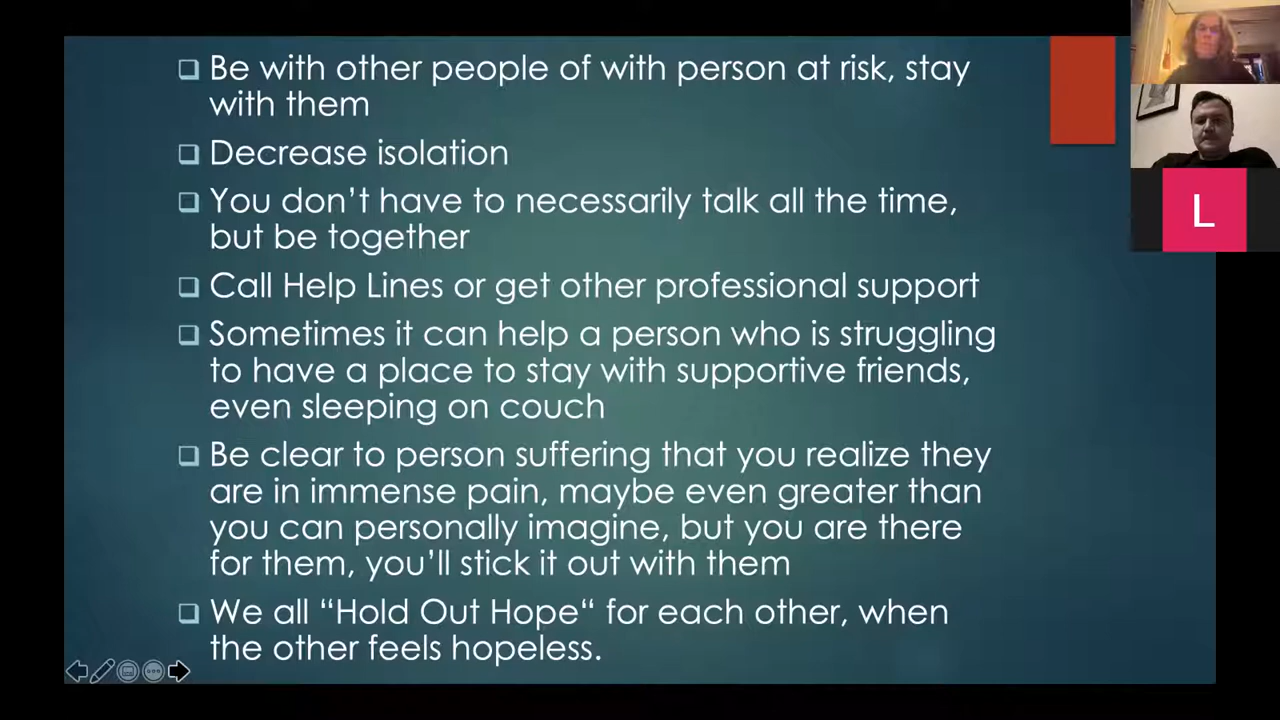 Be with other people of with person at risk, stay
with them
Decrease isolation
You don’t have to necessarily talk all the time,
but be together
Call Help Lines or get other professional support
Sometimes it can help a person who is struggling
to have a place to stay with supportive friends,
even sleeping on couch
Be clear to person suffering that you realize they
are in immense pain, maybe even greater than
you can personally imagine, but you are there
for them, you’ll stick it out with them
We all “Hold Out Hope“ for each other, when
the other feels hopeless.
L